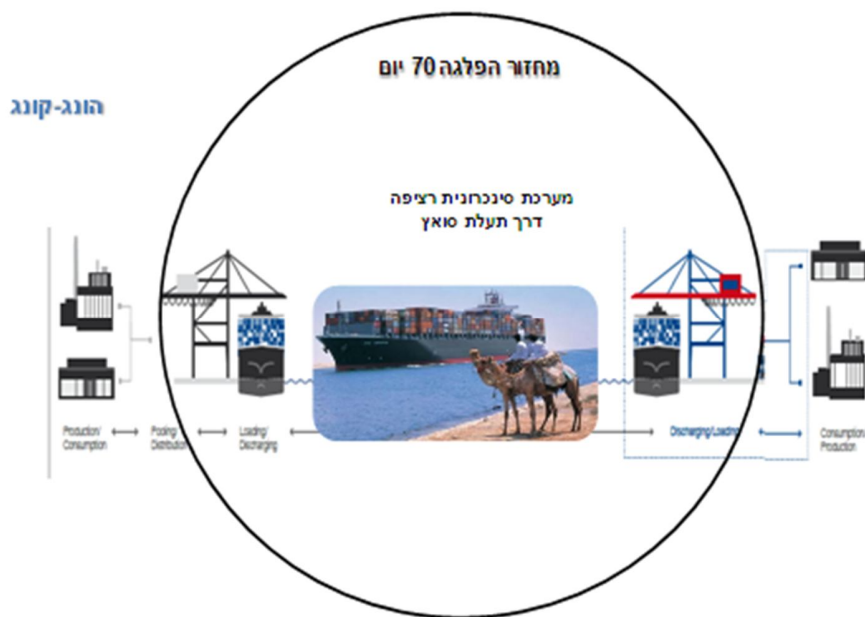 מחזור הפלגה 70 יום
הונג-קונג
מערכת סינכרונית רציפה
דרך תעלת סואץ
Production/
Consumption
Pooling/
Distribution
Loading/
Discharging
Discharging/Loading
Consumption
Production